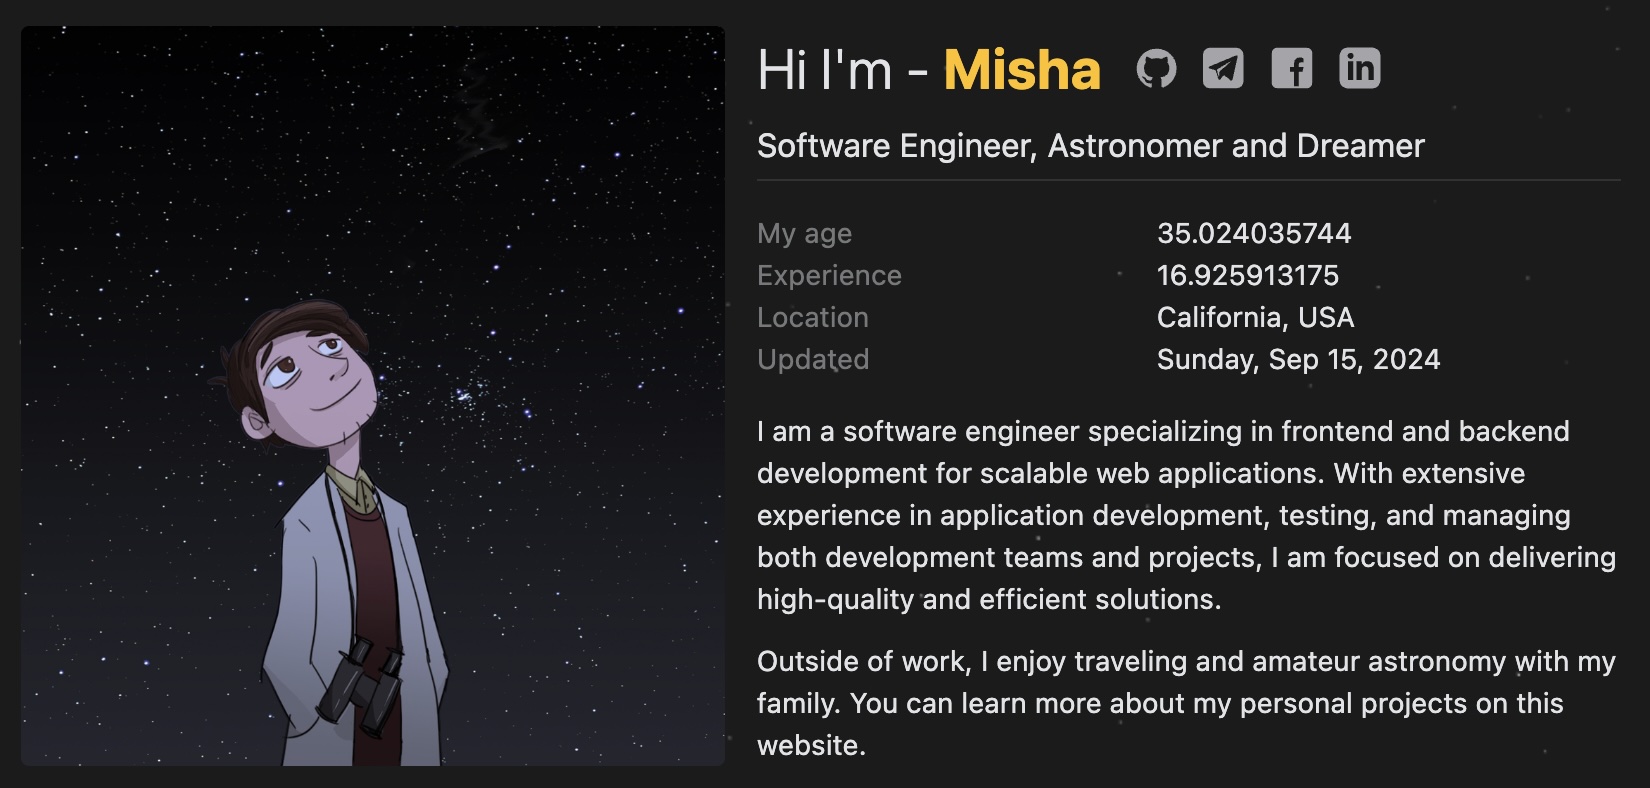 Hi I'm - Misha
Software Engineer, Astronomer and Dreamer
My age 35.024035744
Experience 16.925913175
Location California, USA
Updated Sunday, Sep 15, 2024
I am a software engineer specializing in frontend and backend
development for scalable web applications. With extensive
experience in application development, testing, and managing
both development teams and projects, I am focused on delivering
high-quality and efficient solutions.
Outside of work, I enjoy traveling and amateur astronomy with my
family. You can learn more about my personal projects on this
website.